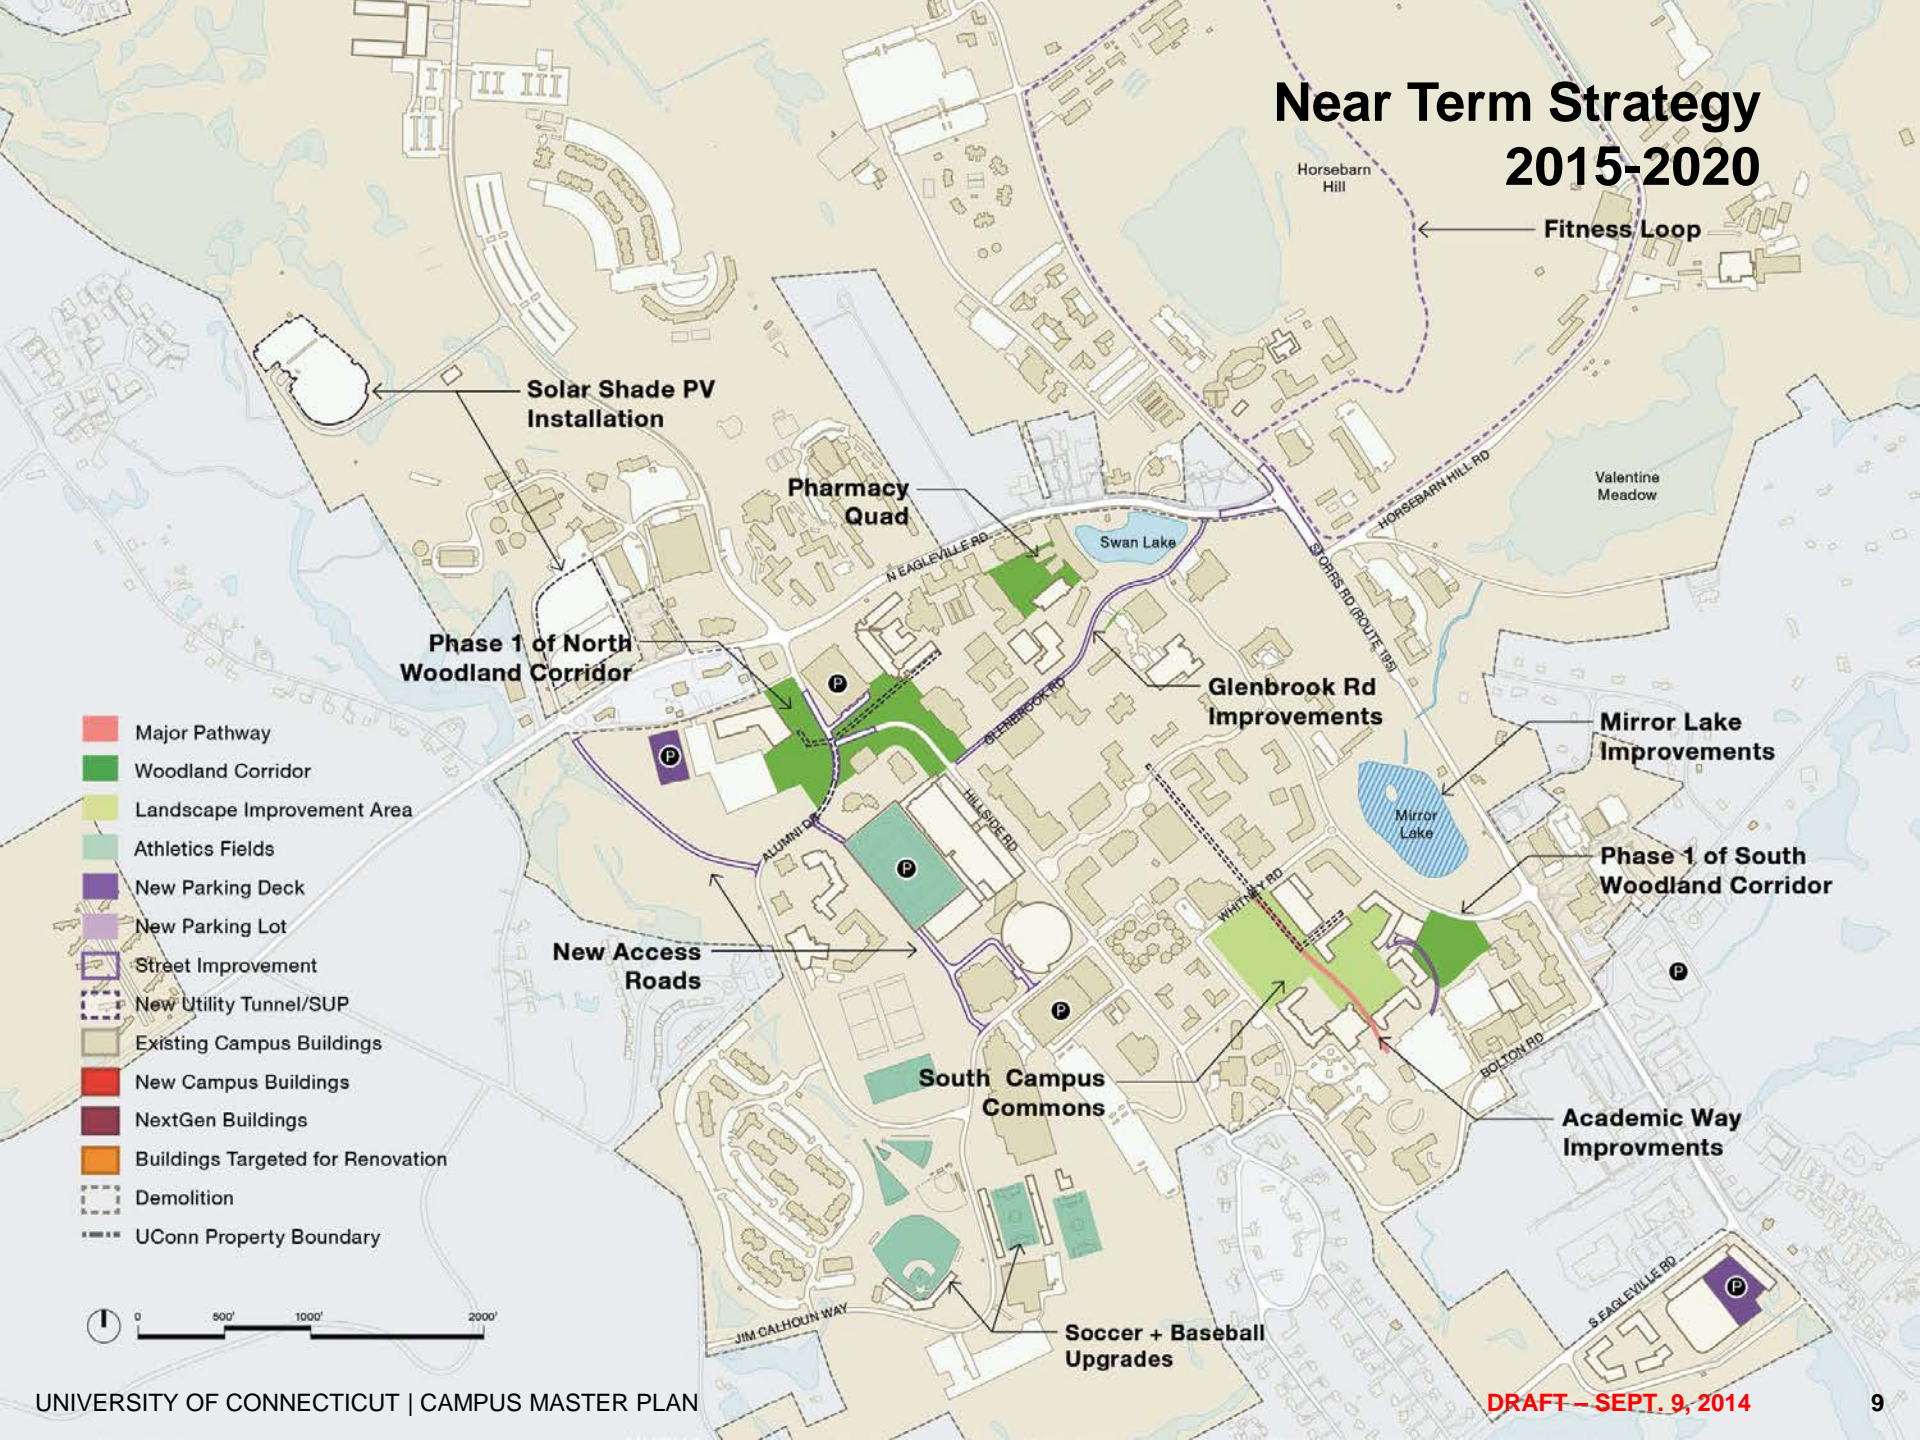 Near Term Strategy
2015-2020
Horsebarn
Hill
Fitness Loop
Solar Shade PV
Installation
Pharmacy
Quad
Valentine
Meadow
HORSEBARN HILL RD
N EAGLEVILLE RD
Swan Lake
STORRS RD (ROUTE 195)
Phase 1 of North
Woodland Corridor
P
Glenbrook Rd
Improvements
GLENBROOK RD
Mirror Lake
Improvements
P
Mirror
Lake
HILLSIDE RD
ALUMNI DR
P
Phase 1 of South
Woodland Corridor
WHITNEY RD
New Access
Roads
P
P
South Campus
Commons
BOLTON RD
Academic Way
Improvments
Major Pathway
Woodland Corridor
Landscape Improvement Area
Athletics Fields
New Parking Deck
New Parking Lot
Street Improvement
New Utility Tunnel/SUP
Existing Campus Buildings
New Campus Buildings
NextGen Buildings
Buildings Targeted for Renovation
Demolition
UConn Property Boundary
0 500' 1000' 2000'
S EAGLEVILLE RD
P
JIM CALHOUN WAY
Soccer + Baseball
Upgrades
UNIVERSITY OF CONNECTICUT | CAMPUS MASTER PLAN
DRAFT – SEPT. 9, 2014
9